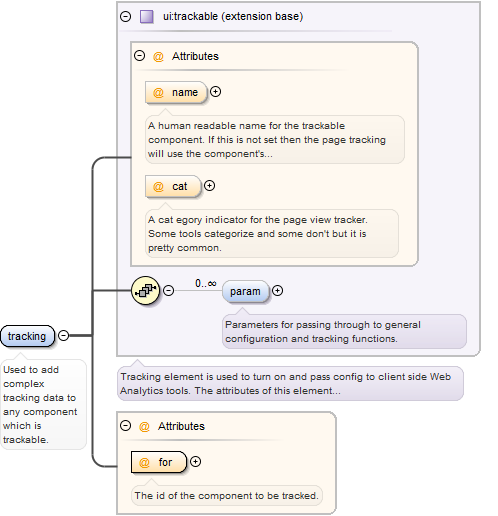 ui:trackable (extension base)
@ Attributes
@ name
A human readable name for the trackable
component. If this is not set then the page tracking
will use the component's...
@ cat
A cat egory indicator for the page view tracker.
Some tools categorize and some don't but it is
pretty common.
0..∞
param
Parameters for passing through to general
configuration and tracking functions.
tracking
Used to add
complex
tracking data to
any component
which is
trackable.
Tracking element is used to turn on and pass config to client side Web
Analytics tools. The attributes of this element...
@ Attributes
@ for
The id of the component to be tracked.